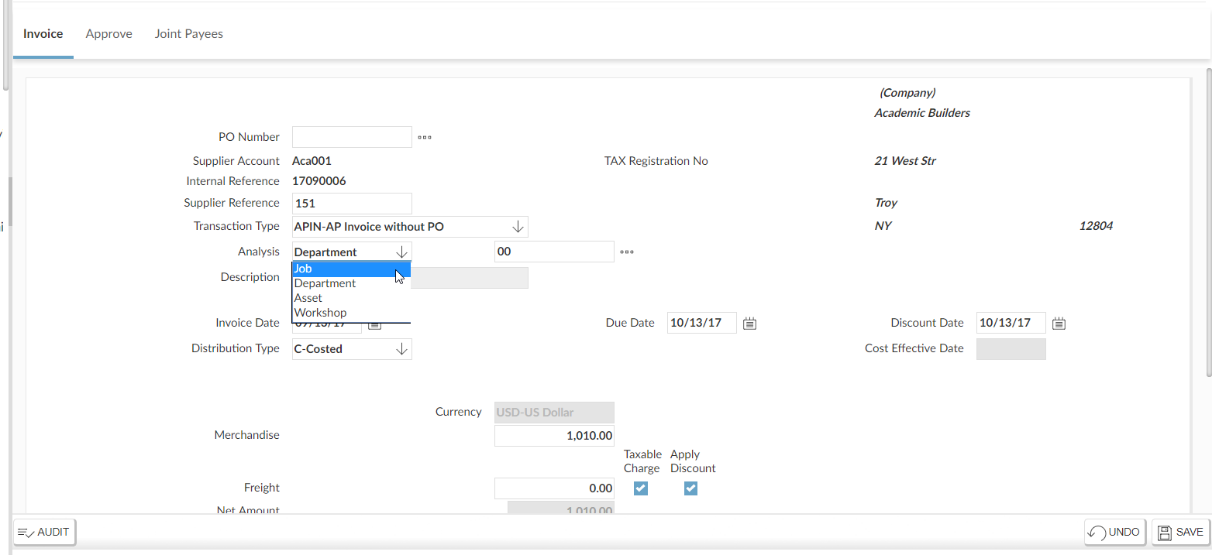 Invoice Approve Joint Payees
(Company)
Academic Builders
PO Number
Supplier Account Aca001 TAX Registration No 21 West Str
Internal Reference 17090006
Supplier Reference 151 Troy
Transaction Type APIN-AP Invoice without PO NY 12804
Analysis Department 00
Job
Description
Department
Asset
Workshop
Invoice Date 09/13/17 Due Date 10/13/17 Discount Date 10/13/17
Distribution Type C-Costed Cost Effective Date
Currency USD-US Dollar
Merchandise 1,010.00
Taxable Apply
Charge Discount
Freight 0.00
Net Amount 1,010.00
AUDIT UNDO SAVE